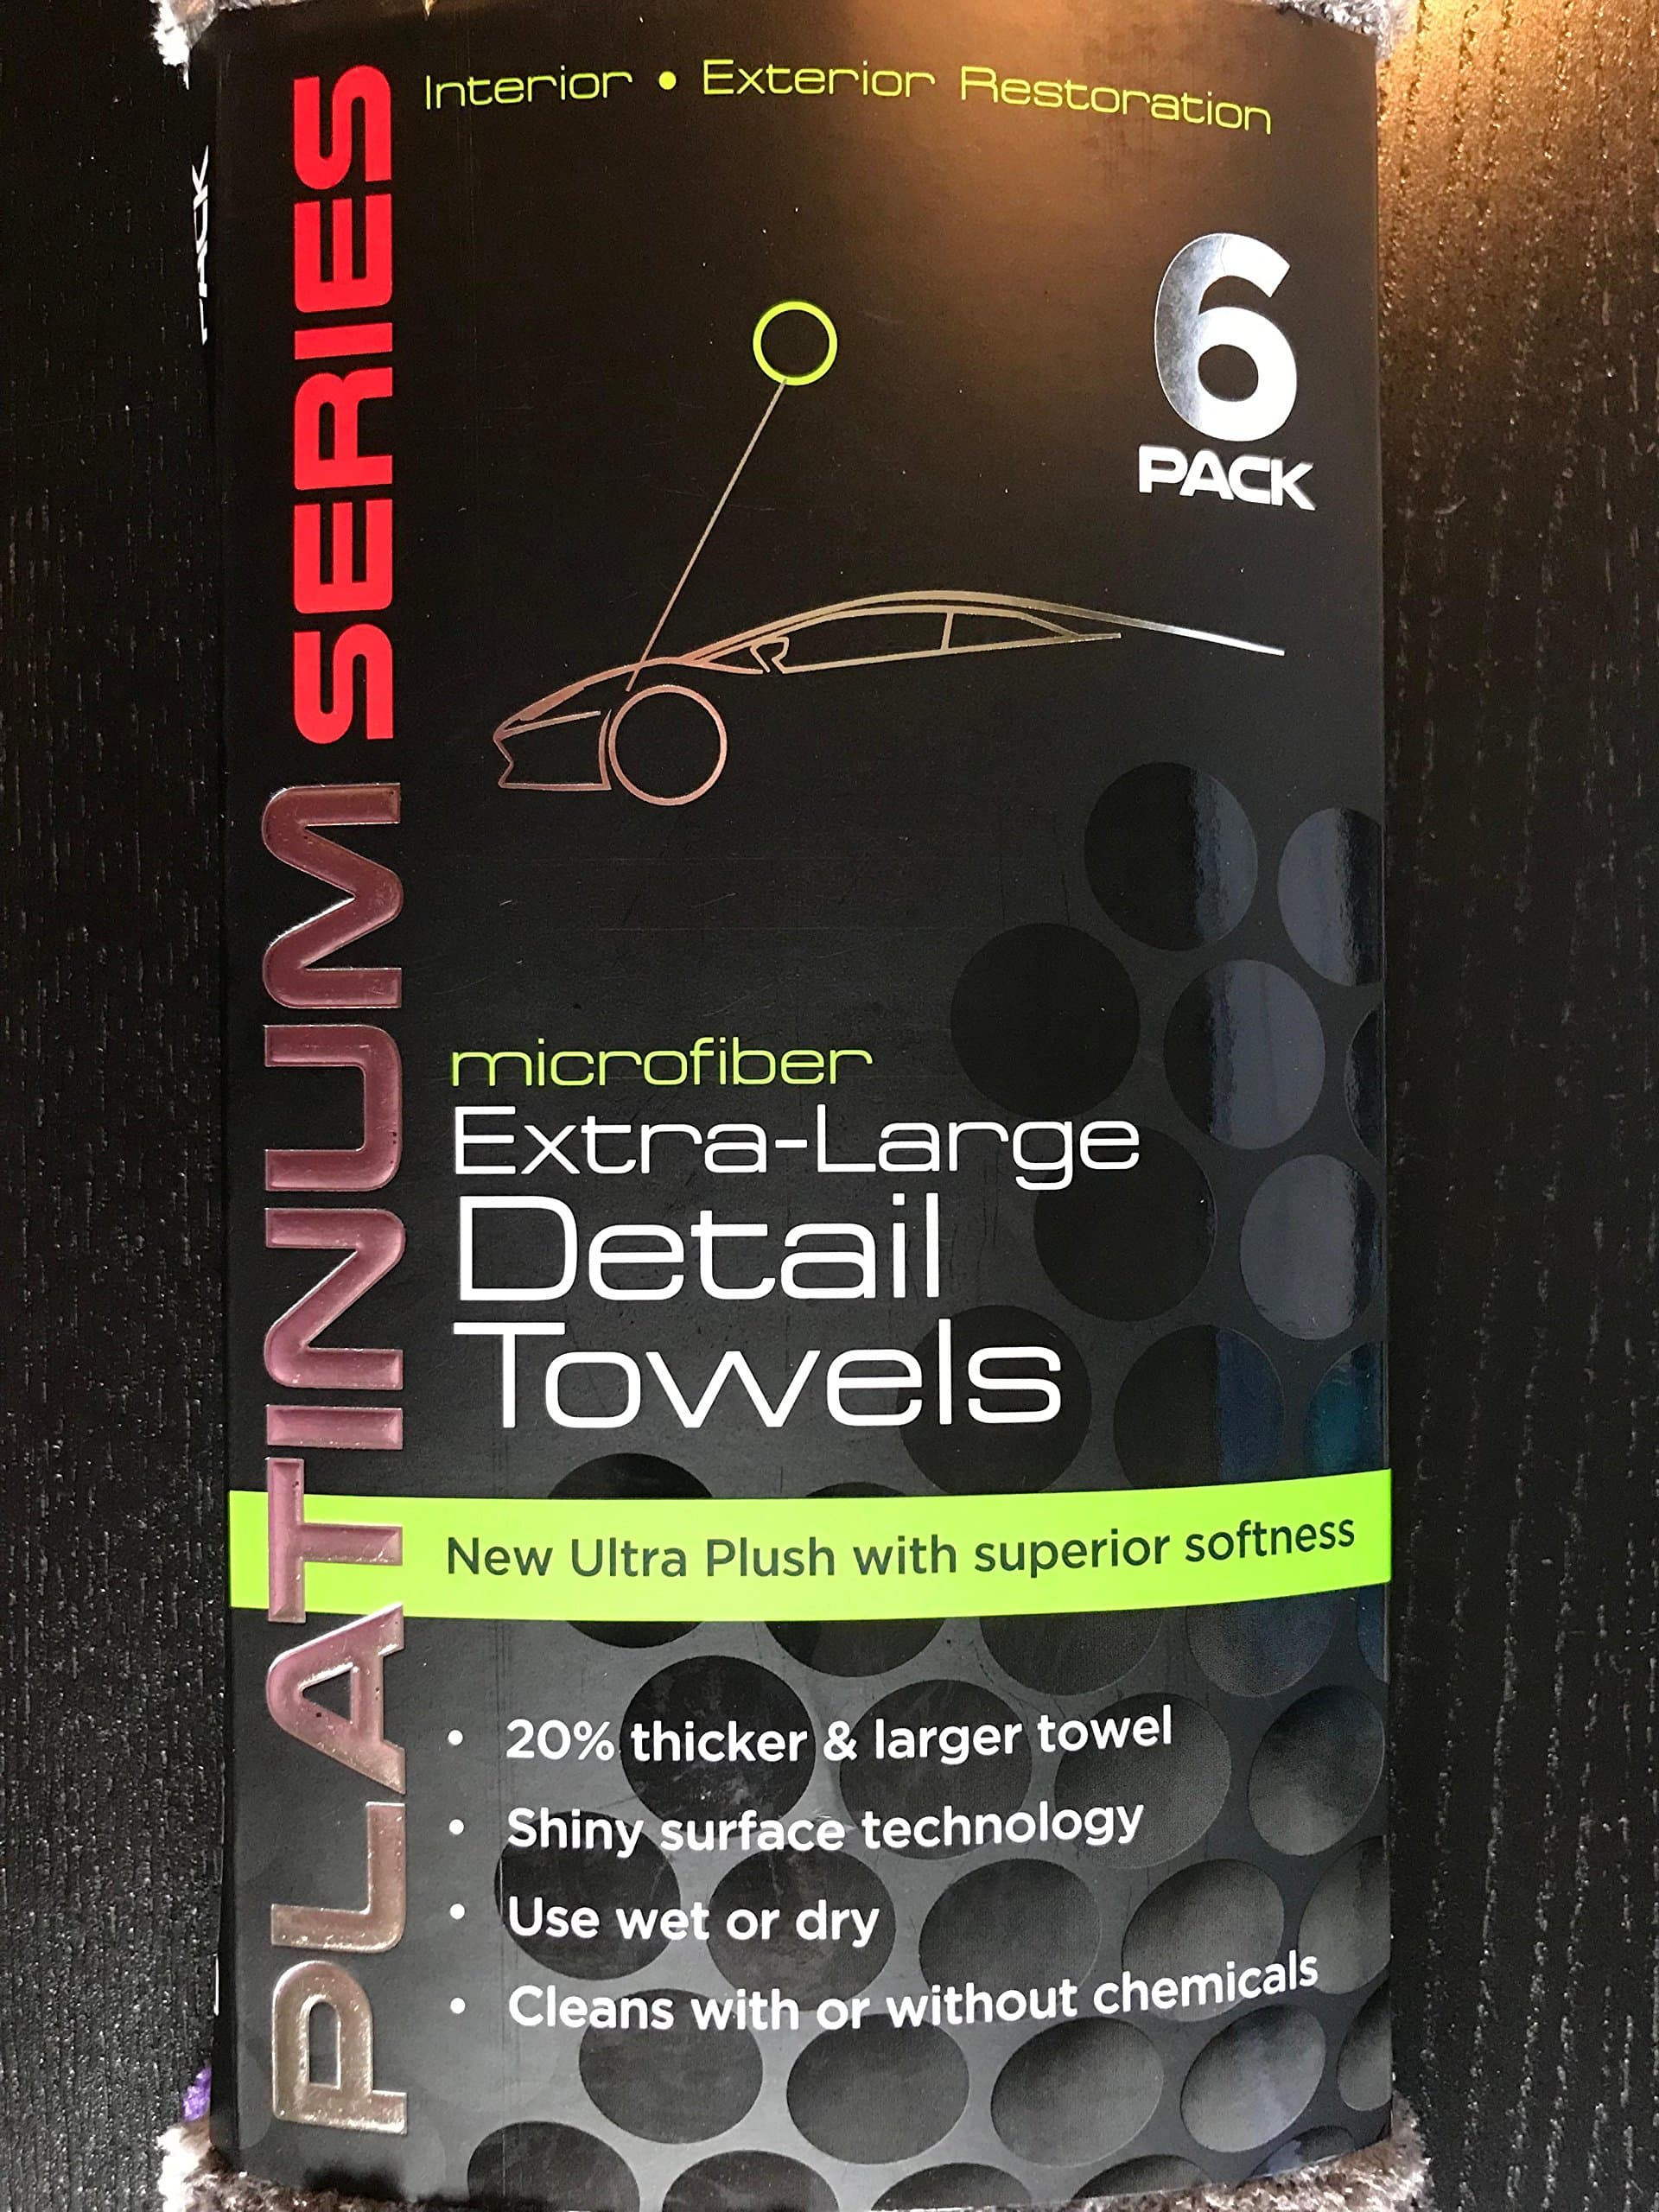 Interior • Exterior Restoration
PLATINUM SERIES
6
PACK
PACK
microfiber
Extra-Large
Detail
Towels
New Ultra Plush with superior softness
• 20% thicker & larger towel
• Shiny surface technology
• Use wet or dry
• Cleans with or without chemicals